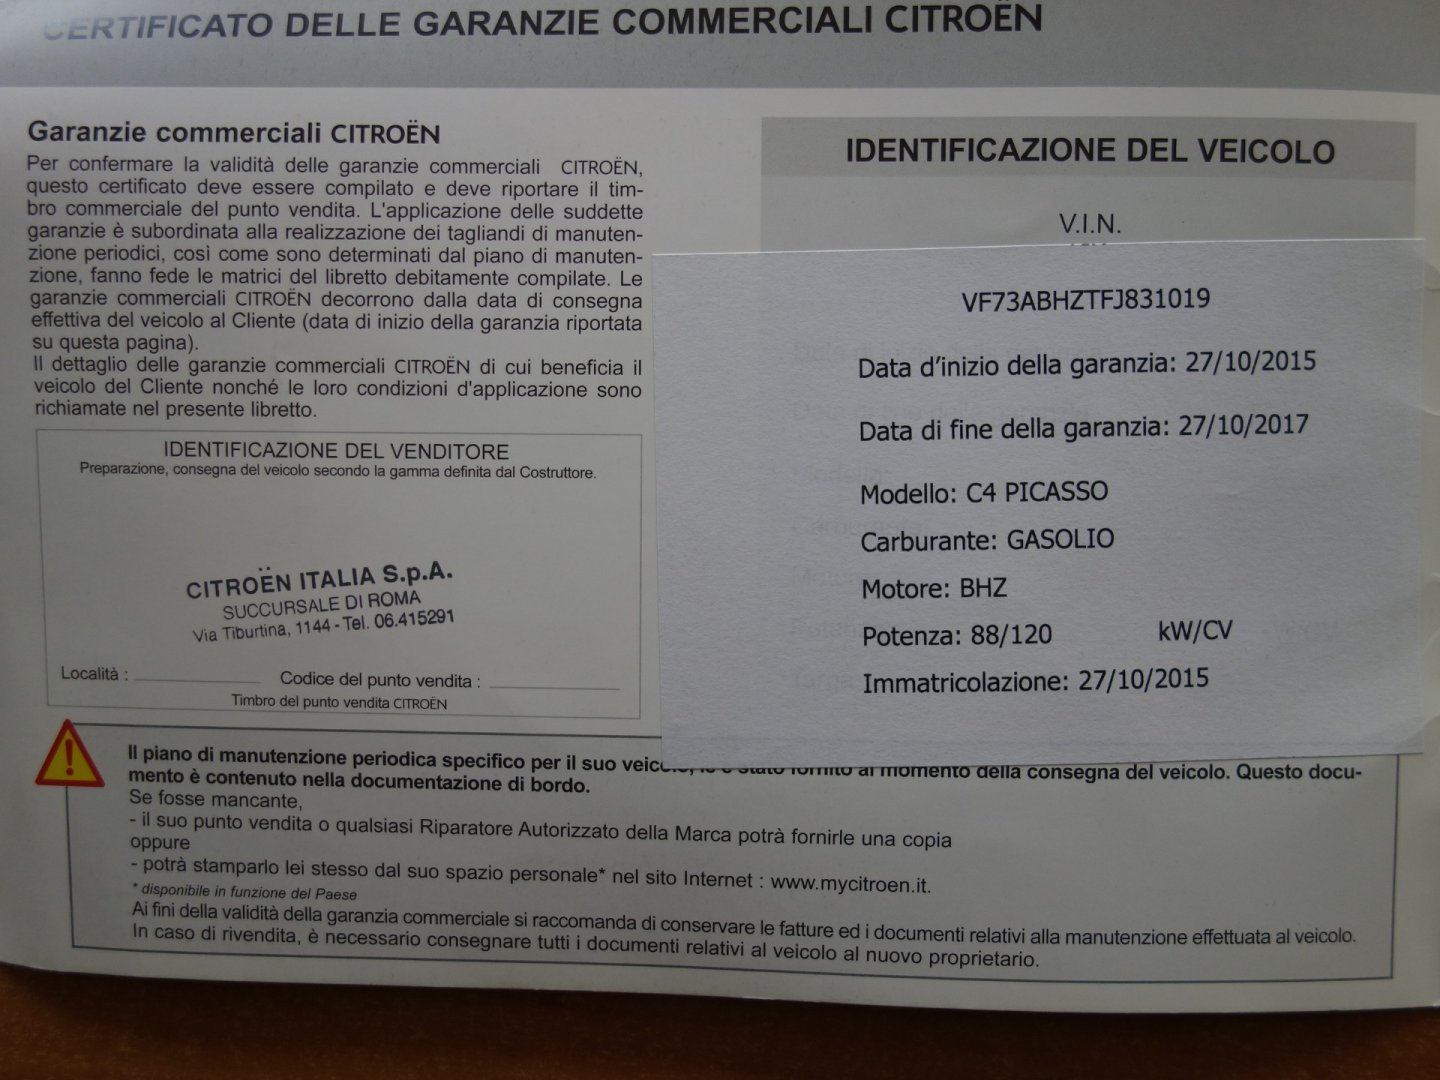 CERTIFICATO DELLE GARANZIE COMMERCIALI CITROËN
Garanzie commerciali CITROËN
Per confermare la validità delle garanzie commerciali CITROËN,
questo certificato deve essere compilato e deve riportare il tim-
bro commerciale del punto vendita. L'applicazione delle suddette
garanzie è subordinata alla realizzazione dei tagliandi di manuten-
zione periodici, così come sono determinati dal piano di manuten-
zione, fanno fede le matrici del libretto debitamente compilate. Le
garanzie commerciali CITROËN decorrono dalla data di consegna
effettiva del veicolo al Cliente (data di inizio della garanzia riportata
su questa pagina).
Il dettaglio delle garanzie commerciali CITROËN di cui beneficia il
veicolo del Cliente nonché le loro condizioni d'applicazione sono
richiamate nel presente libretto.
IDENTIFICAZIONE DEL VENDITORE
Preparazione, consegna del veicolo secondo la gamma definita dal Costruttore.
CITROËN ITALIA S.p.A.
SUCCURSALE DI ROMA
Via Tiburtina, 1144 - Tel. 06.415291
Località :
Codice del punto vendita :
Timbro del punto vendita CITROËN
IDENTIFICAZIONE DEL VEICOLO
V.I.N.
VF73ABHZTFJ831019
Data d’inizio della garanzia: 27/10/2015
Data di fine della garanzia: 27/10/2017
Modello: C4 PICASSO
Carburante: GASOLIO
Motore: BHZ
Potenza: 88/120 kW/CV
Immatricolazione: 27/10/2015
Il piano di manutenzione periodica specifico per il suo veicolo, le è stato fornito al momento della consegna del veicolo. Questo docu-
mento è contenuto nella documentazione di bordo.
Se fosse mancante,
- il suo punto vendita o qualsiasi Riparatore Autorizzato della Marca potrà fornirle una copia
oppure
- potrà stamparlo lei stesso dal suo spazio personale* nel sito Internet : www.mycitroen.it.
* disponibile in funzione del Paese
Ai fini della validità della garanzia commerciale si raccomanda di conservare le fatture ed i documenti relativi alla manutenzione effettuata al veicolo.
In caso di rivendita, è necessario consegnare tutti i documenti relativi al veicolo al nuovo proprietario.